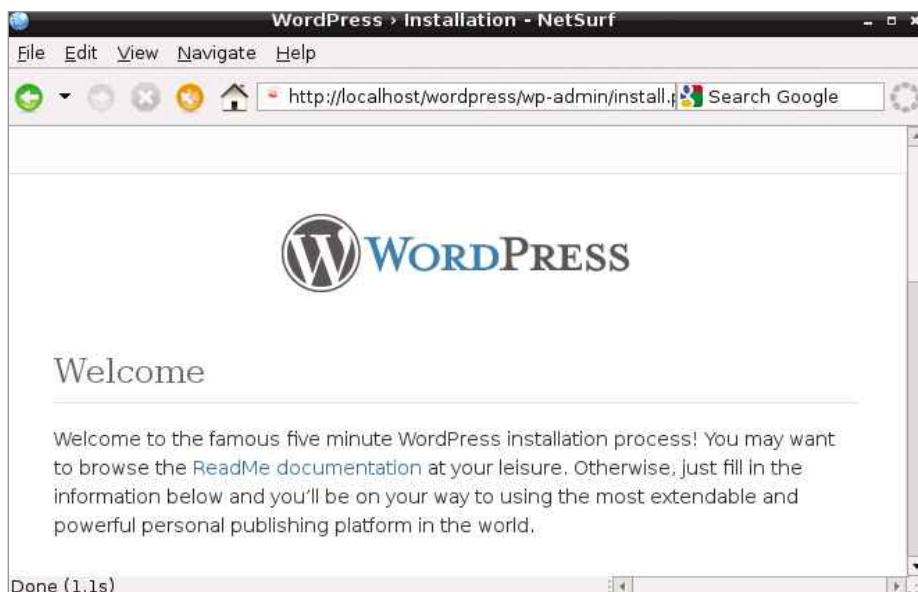 WordPress › Installation - NetSurf
File Edit View Navigate Help
http://localhost/wordpress/wp-admin/install.p Search Google
WORDPRESS
Welcome
Welcome to the famous five minute WordPress installation process! You may want
to browse the ReadMe documentation at your leisure. Otherwise, just fill in the
information below and you'll be on your way to using the most extendable and
powerful personal publishing platform in the world.
Done (1.1s)